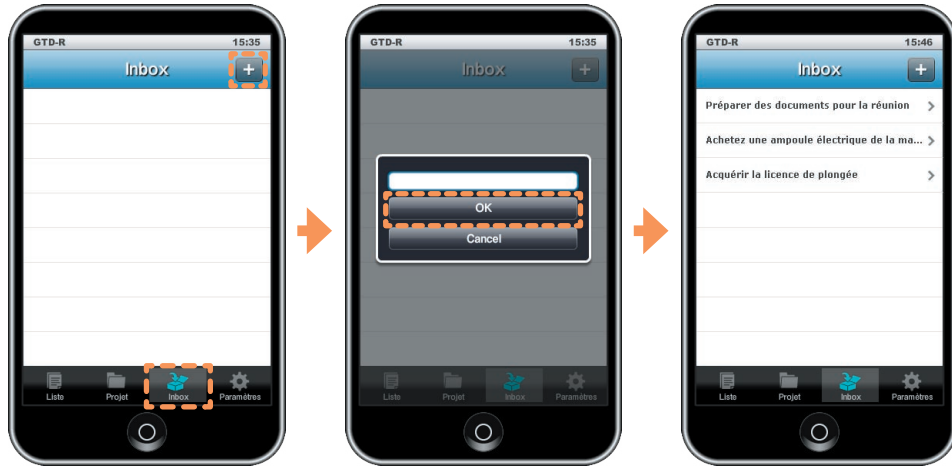 GTD-R 15:35
Inbox +
Liste Projet Inbox Paramètres
GTD-R 15:35
Inbox +
OK
Cancel
Liste Projet Inbox Paramètres
GTD-R 15:46
Inbox +
Préparer des documents pour la réunion
Achetez une ampoule électrique de la ma...
Acquérir la licence de plongée
Liste Projet Inbox Paramètres